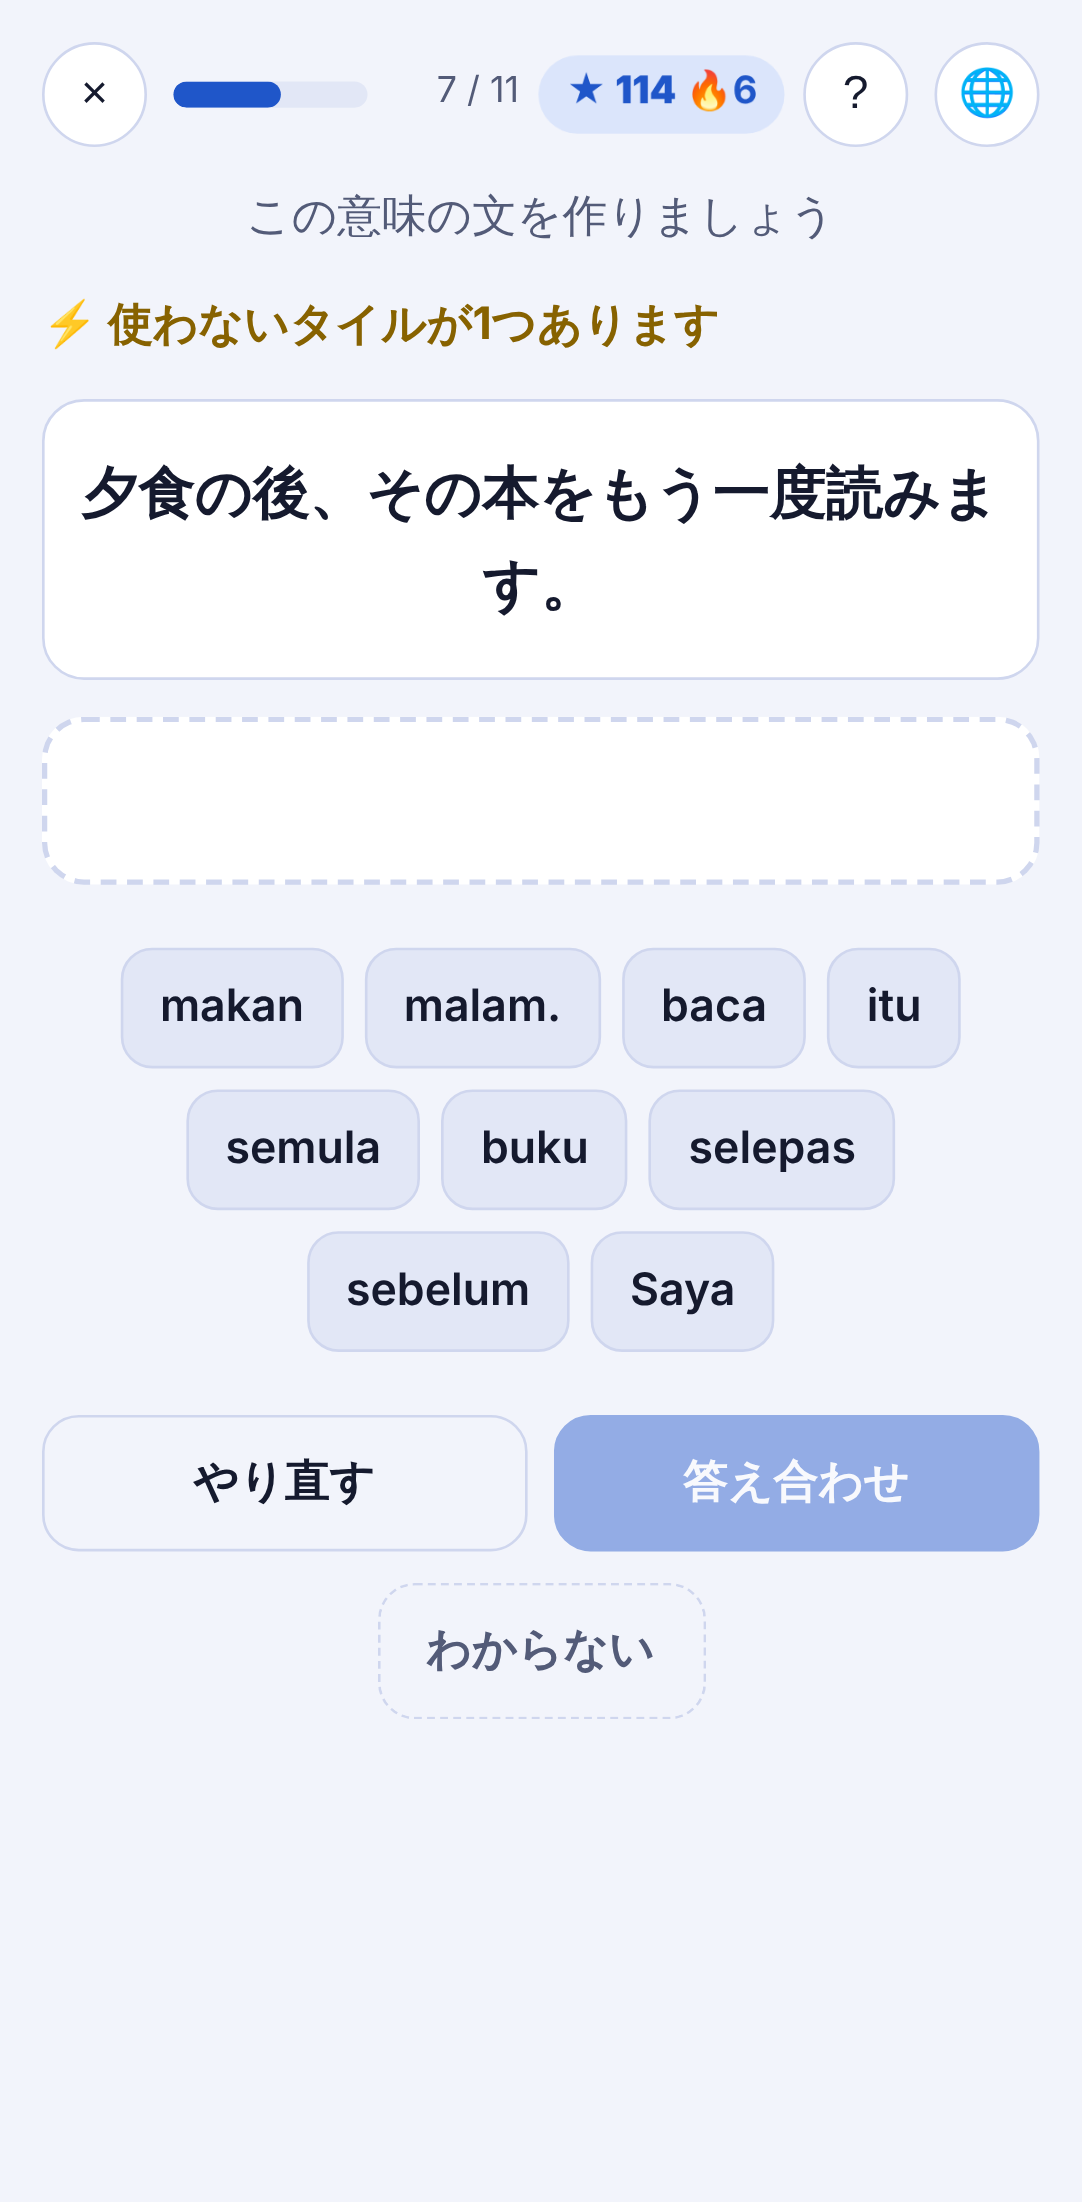 × 7 / 11 ★ 114 🔥6 ? 🌐
この意味の文を作りましょう
⚡ 使わないタイルが1つあります
夕食の後、その本をもう一度読みま
す。
makan malam. baca itu
semula buku selepas
sebelum Saya
やり直す 答え合わせ
わからない